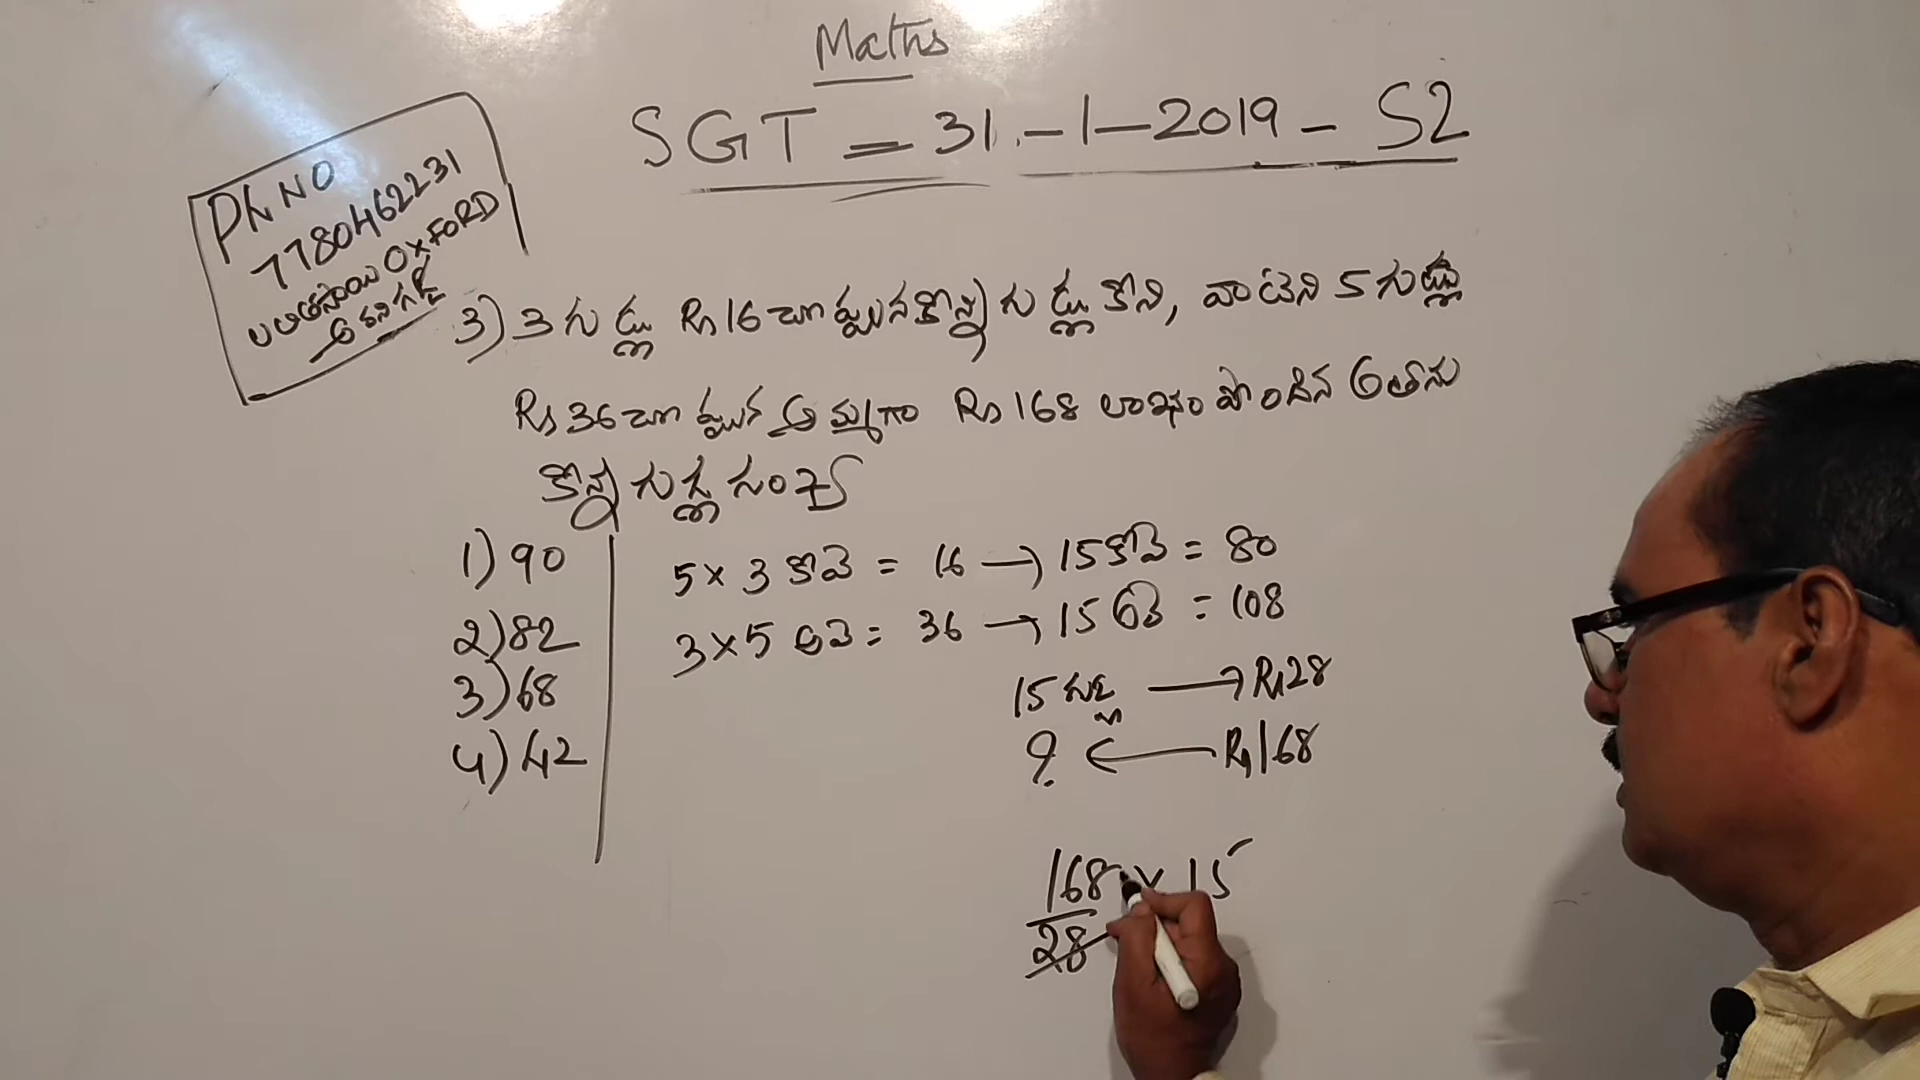 Maths
SGT = 31-1-2019 - S2
Ph NO
7780462231
OXFORD
3) 3 గుడ్లు Rs 16 చొప్పున కొన్ని గుడ్లు కొని, వాటిని 5 గుడ్లు
Rs 36 చొప్పున అమ్మగా Rs 168 లాభం పొందిన అతను
కొన్న గుడ్ల సంఖ్య
1) 90
2) 82
3) 68
4) 42
5 × 3 కొవె = 16 → 15 కొవె = 80
3 × 5 అవె = 36 → 15 అవె = 108
15 గుడ్ల → Rs 28
? ← Rs 168
168 × 15
28